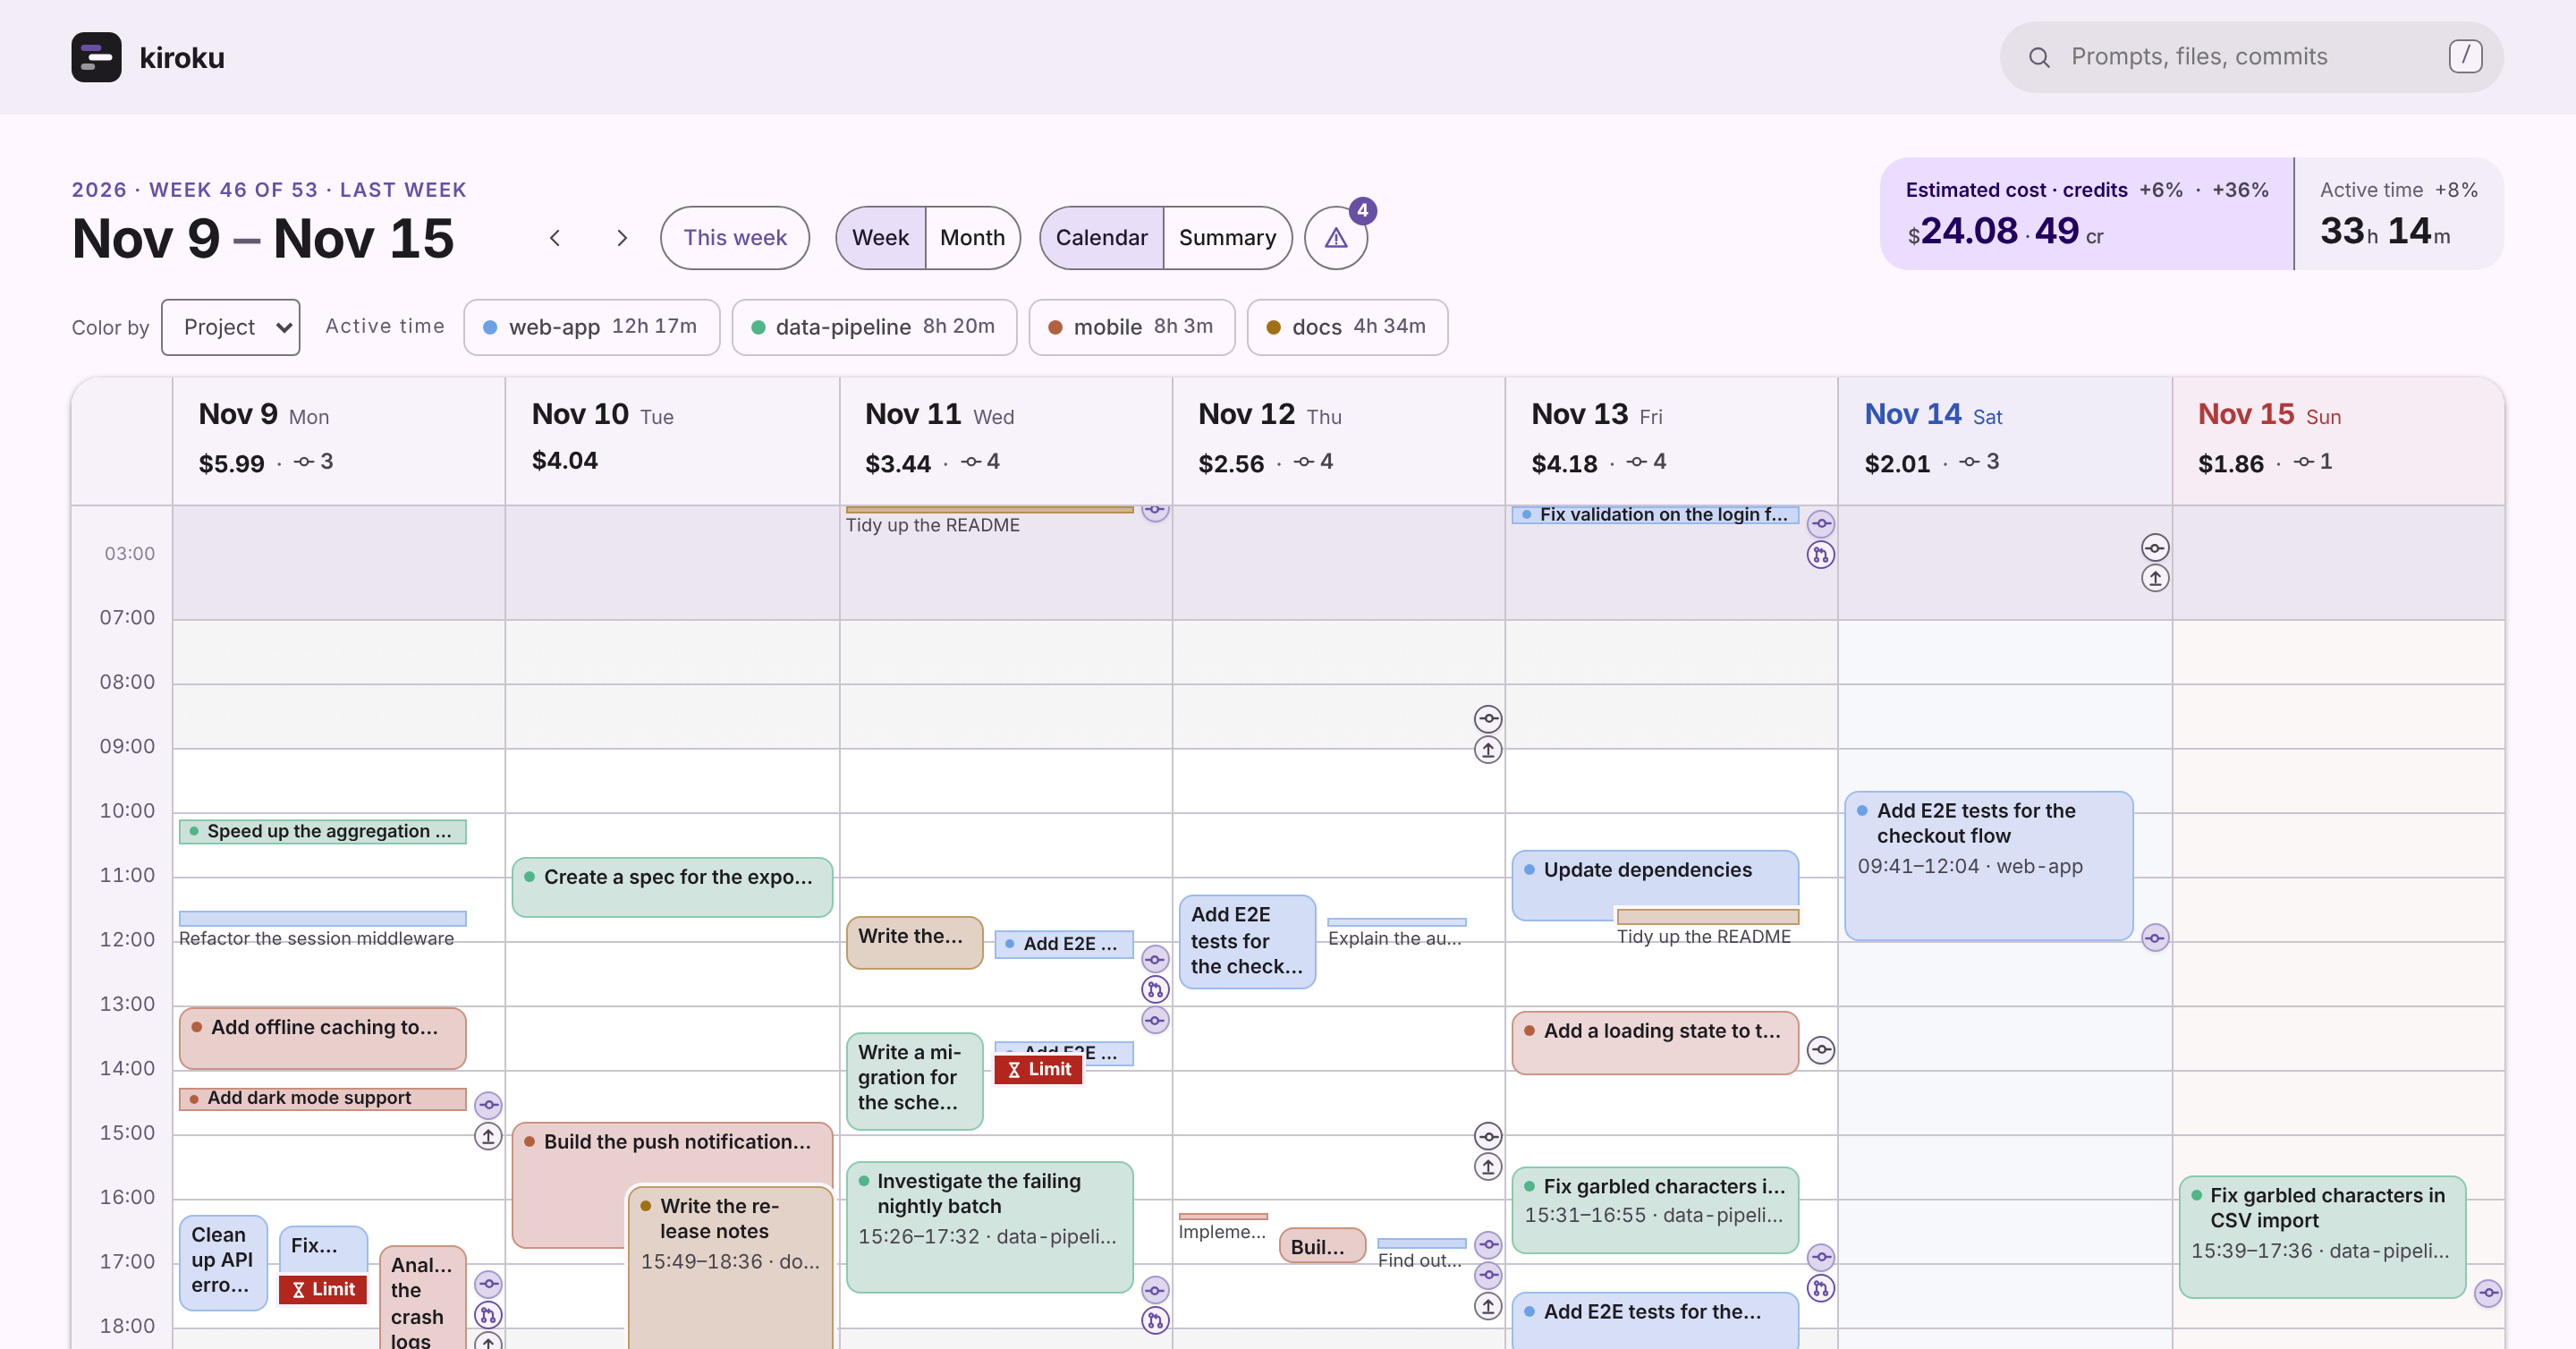 kiroku
Prompts, files, commits
/
2026 · WEEK 46 OF 53 · LAST WEEK
Nov 9 – Nov 15
This week
Week
Month
Calendar
Summary
4
Estimated cost · credits +6% · +36%
$24.08 · 49 cr
Active time +8%
33h 14m
Color by
Project
Active time
web-app 12h 17m
data-pipeline 8h 20m
mobile 8h 3m
docs 4h 34m
Nov 9 Mon
$5.99 · 3
Nov 10 Tue
$4.04
Nov 11 Wed
$3.44 · 4
Nov 12 Thu
$2.56 · 4
Nov 13 Fri
$4.18 · 4
Nov 14 Sat
$2.01 · 3
Nov 15 Sun
$1.86 · 1
03:00
07:00
08:00
09:00
10:00
11:00
12:00
13:00
14:00
15:00
16:00
17:00
18:00
Speed up the aggregation ...
Refactor the session middleware
Add offline caching to...
Add dark mode support
Clean
up API
erro...
Fix...
Limit
Anal...
the
crash
logs
Create a spec for the expo...
Build the push notification...
Write the re-
lease notes
15:49–18:36 · do...
Tidy up the README
Write the...
Add E2E ...
Write a mi-
gration for
the sche...
Add E2E ...
Limit
Investigate the failing
nightly batch
15:26–17:32 · data-pipeli...
Add E2E
tests for
the check...
Explain the au...
Impleme...
Buil...
Find out...
Fix validation on the login f...
Update dependencies
Tidy up the README
Add a loading state to t...
Fix garbled characters i...
15:31–16:55 · data-pipeli...
Add E2E tests for the...
Add E2E tests for the
checkout flow
09:41–12:04 · web-app
Fix garbled characters in
CSV import
15:39–17:36 · data-pipeli...